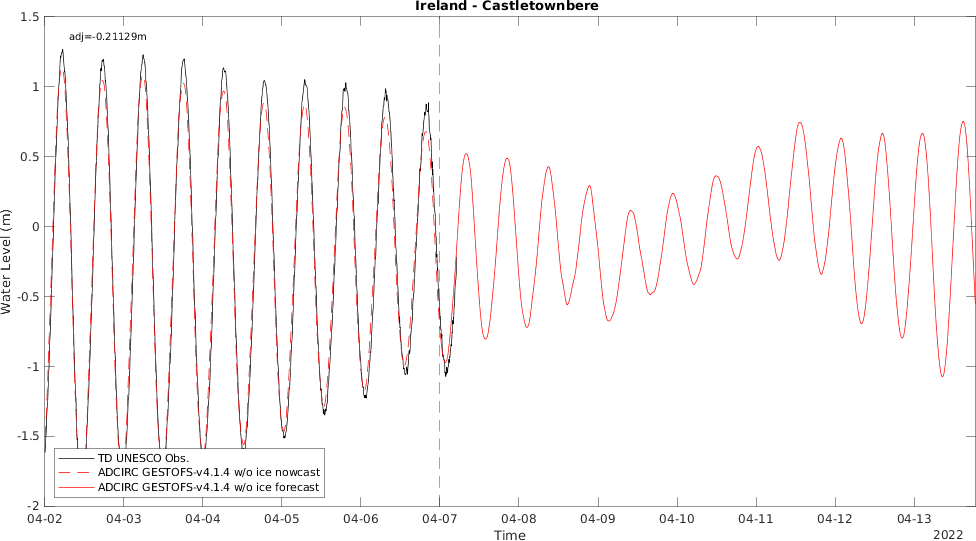 Ireland - Castletownbere
adj=-0.21129m
1.5
1
0.5
0
-0.5
-1
-1.5
-2
Water Level (m)
TD UNESCO Obs.
ADCIRC GESTOFS-v4.1.4 w/o ice nowcast
ADCIRC GESTOFS-v4.1.4 w/o ice forecast
04-02 04-03 04-04 04-05 04-06 04-07 04-08 04-09 04-10 04-11 04-12 04-13
Time
2022